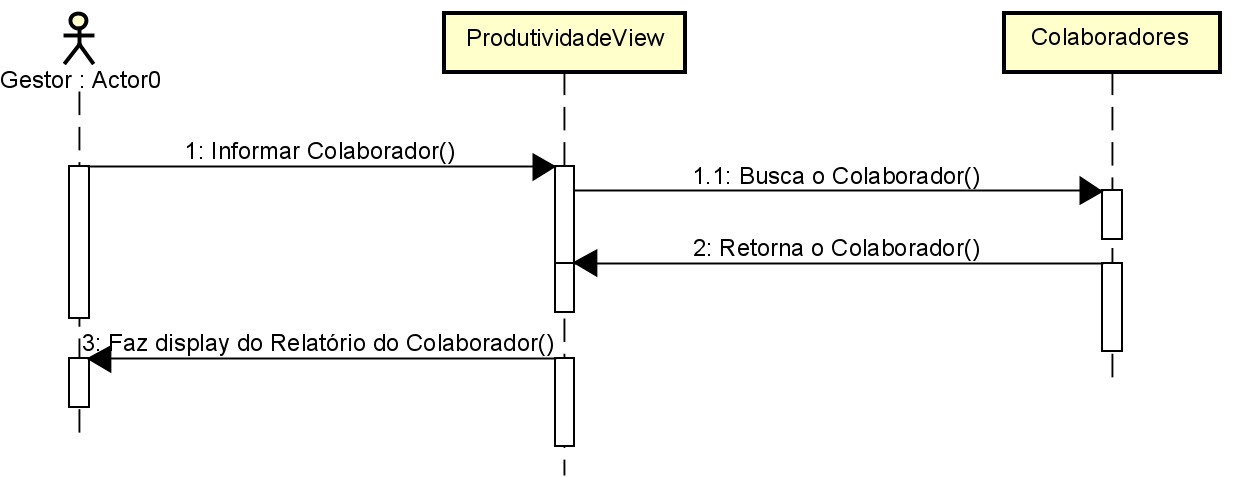 ProdutividadeView
Colaboradores
Gestor : Actor0
1: Informar Colaborador()
1.1: Busca o Colaborador()
2: Retorna o Colaborador()
3: Faz display do Relatório do Colaborador()